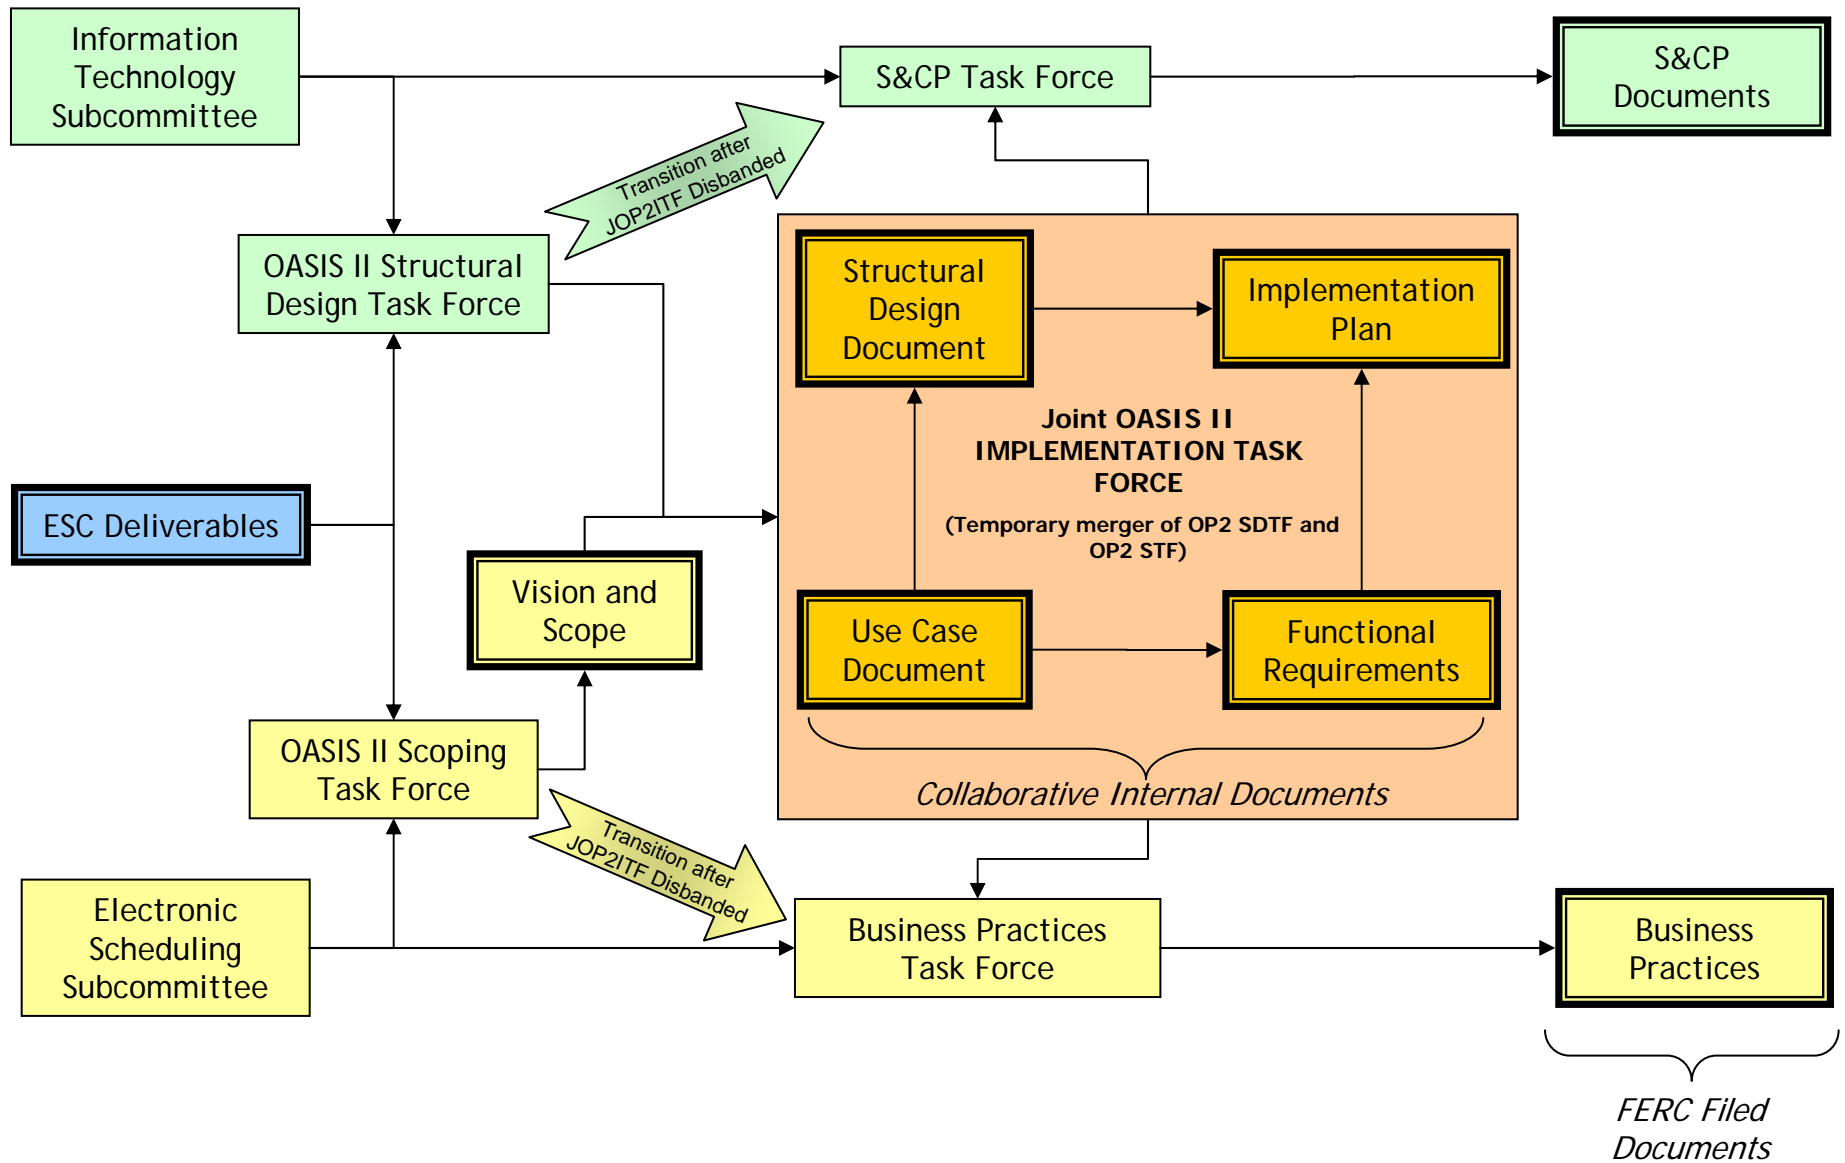 Information
Technology
Subcommittee
S&CP Task Force
S&CP
Documents
Transition after
JOP2ITF Disbanded
OASIS II Structural
Design Task Force
Structural
Design
Document
Implementation
Plan
Joint OASIS II
IMPLEMENTATION TASK
FORCE
(Temporary merger of OP2 SDTF and
OP2 STF)
ESC Deliverables
Vision and
Scope
Use Case
Document
Functional
Requirements
Collaborative Internal Documents
OASIS II Scoping
Task Force
Transition after
JOP2ITF Disbanded
Electronic
Scheduling
Subcommittee
Business Practices
Task Force
Business
Practices
FERC Filed
Documents